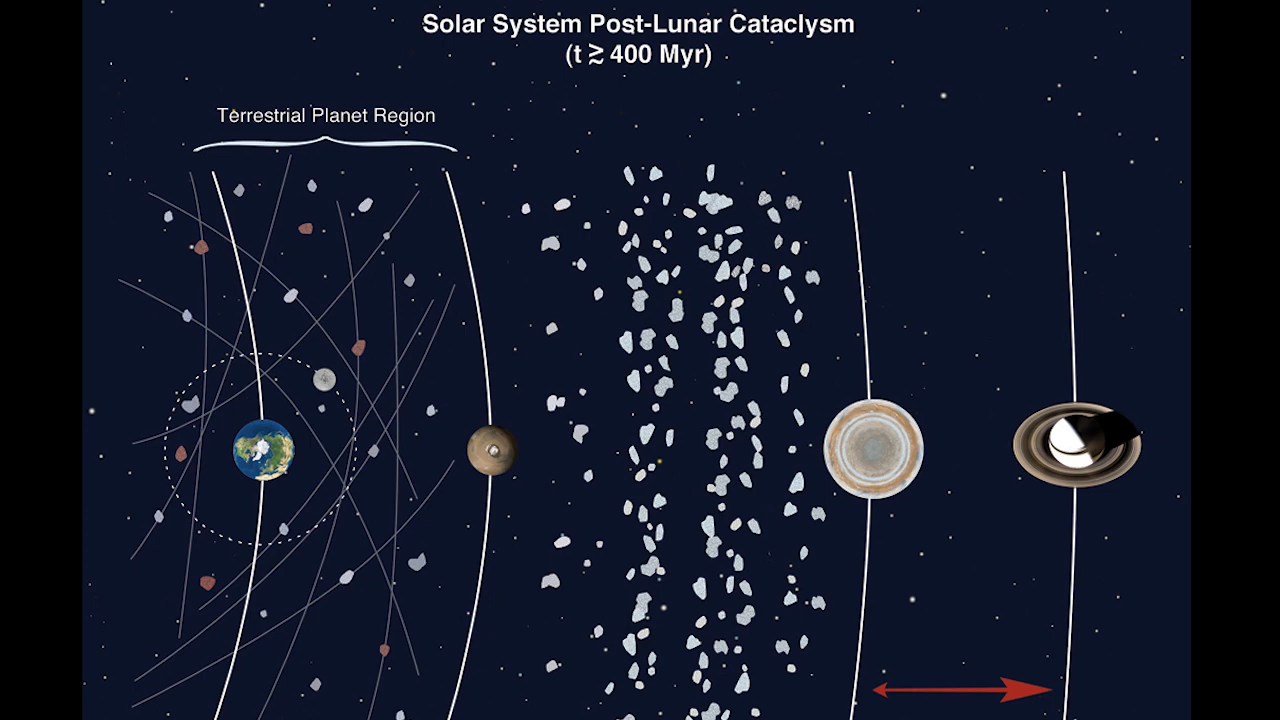 Solar System Post-Lunar Cataclysm
(t ≳ 400 Myr)
Terrestrial Planet Region